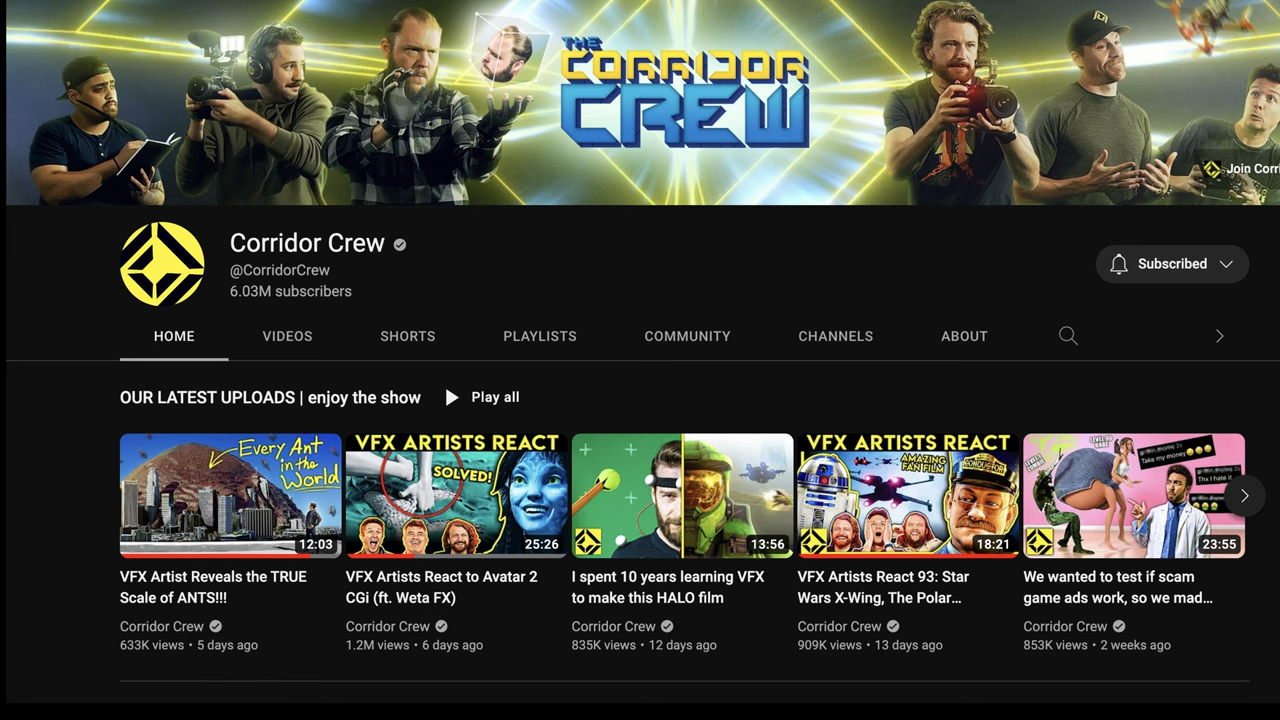 THE
CORRIDOR
CREW
Join Corri
Corridor Crew
@CorridorCrew
6.03M subscribers
Subscribed
HOME VIDEOS SHORTS PLAYLISTS COMMUNITY CHANNELS ABOUT
OUR LATEST UPLOADS | enjoy the show Play all
Every Ant
in the
World
12:03
VFX ARTISTS REACT
SOLVED!
25:26
13:56
VFX ARTISTS REACT
AMAZING
FAN FILM
18:21
Take my money
Thx I hate it
23:55
VFX Artist Reveals the TRUE
Scale of ANTS!!!
Corridor Crew
633K views • 5 days ago
VFX Artists React to Avatar 2
CGi (ft. Weta FX)
Corridor Crew
1.2M views • 6 days ago
I spent 10 years learning VFX
to make this HALO film
Corridor Crew
835K views • 12 days ago
VFX Artists React 93: Star
Wars X-Wing, The Polar...
Corridor Crew
909K views • 13 days ago
We wanted to test if scam
game ads work, so we mad...
Corridor Crew
853K views • 2 weeks ago